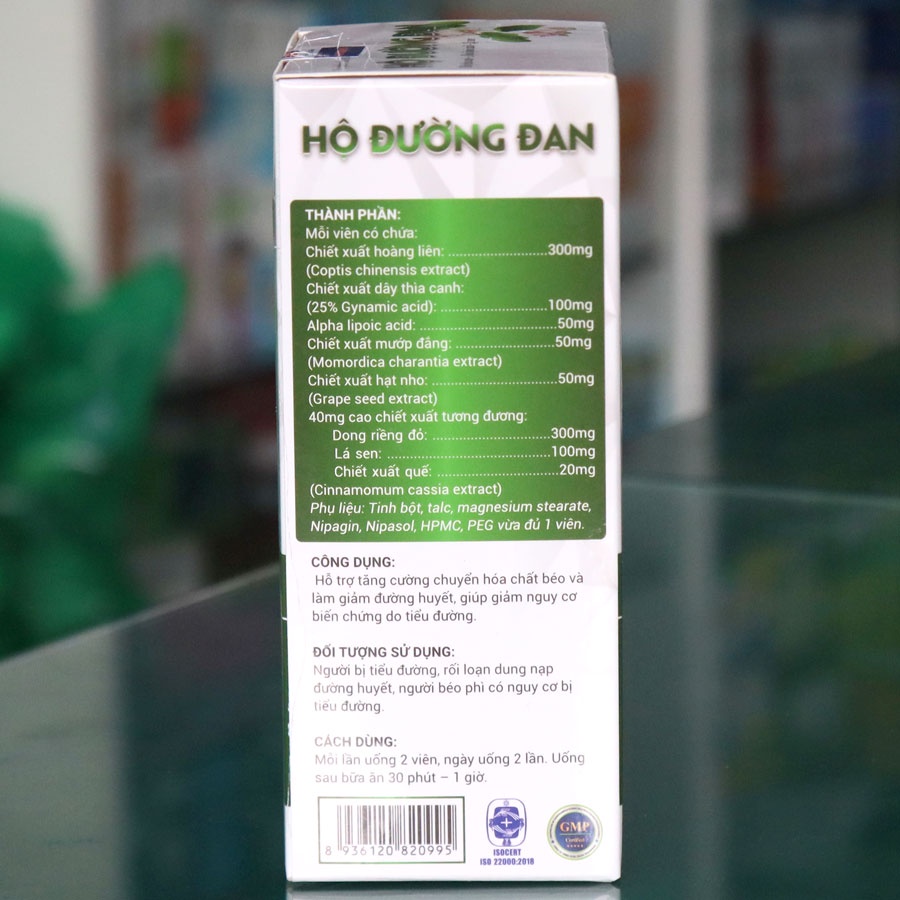 HỘ ĐƯỜNG ĐAN
THÀNH PHẦN:
Mỗi viên có chứa:
Chiết xuất hoàng liên: ..........................300mg
(Coptis chinensis extract)
Chiết xuất dây thìa canh:
(25% Gynamic acid): ............................100mg
Alpha lipoic acid: ....................................50mg
Chiết xuất mướp đắng: ..........................50mg
(Momordica charantia extract)
Chiết xuất hạt nho: .................................50mg
(Grape seed extract)
40mg cao chiết xuất tương đương:
Dong riềng đỏ: ...............................300mg
Lá sen: ...........................................100mg
Chiết xuất quế: ................................20mg
(Cinnamomum cassia extract)
Phụ liệu: Tinh bột, talc, magnesium stearate,
Nipagin, Nipasol, HPMC, PEG vừa đủ 1 viên.
CÔNG DỤNG:
Hỗ trợ tăng cường chuyển hóa chất béo và
làm giảm đường huyết, giúp giảm nguy cơ
biến chứng do tiểu đường.
ĐỐI TƯỢNG SỬ DỤNG:
Người bị tiểu đường, rối loạn dung nạp
đường huyết, người béo phì có nguy cơ bị
tiểu đường.
CÁCH DÙNG:
Mỗi lần uống 2 viên, ngày uống 2 lần. Uống
sau bữa ăn 30 phút – 1 giờ.
8 936120 820995
ISOCERT
ISO 22000:2018
GMP
Certified